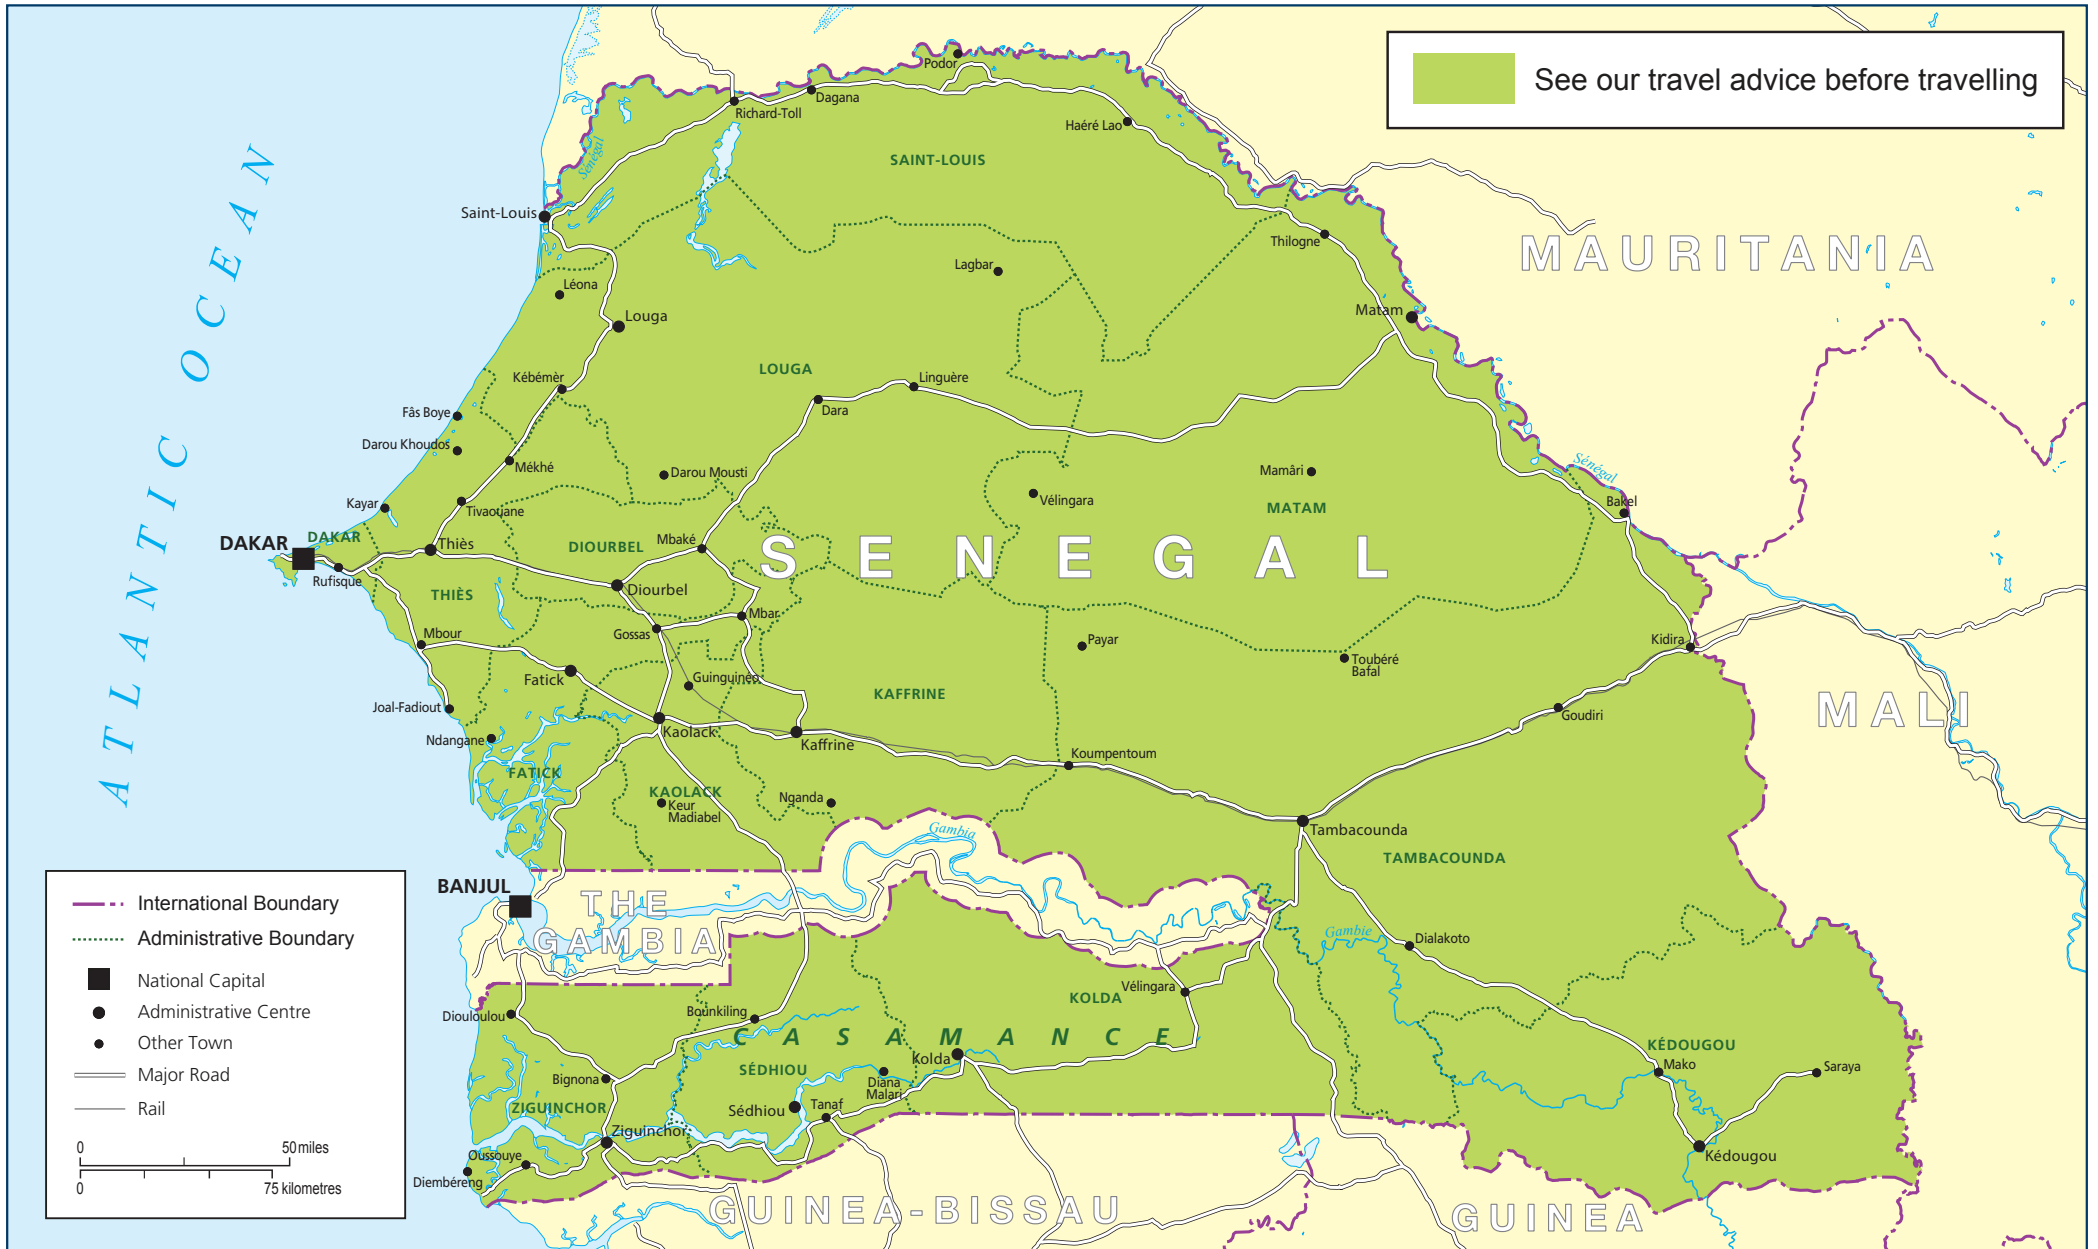 See our travel advice before travelling
ATLANTIC OCEAN
MAURITANIA
MALI
SENEGAL
THE
GAMBIA
GUINEA-BISSAU
GUINEA
CASAMANCE
Podor
Richard-Toll
Dagana
Haéré Lao
SAINT-LOUIS
Sénégal
Saint-Louis
Thilogne
Lagbar
Léona
Louga
Matam
LOUGA
Kébémèr
Linguère
Dara
Fâs Boye
Darou Khoudos
Mékhé
Darou Mousti
Mamâri
Sénégal
Vélingara
MATAM
Bakel
Kayar
Tivaouane
DAKAR
DAKAR
Thiès
DIOURBEL
Mbaké
Rufisque
THIÈS
Diourbel
Mbar
Gossas
Mbour
Payar
Kidira
Toubéré
Bafal
Fatick
Guinguineo
KAFFRINE
Joal-Fadiout
Goudiri
Ndangane
Kaolack
Kaffrine
Koumpentoum
FATICK
KAOLACK
Keur
Madiabel
Nganda
Gambia
Tambacounda
TAMBACOUNDA
BANJUL
Gambie
Dialakoto
Vélingara
KOLDA
Diouloulou
Bounkiling
Kolda
KÉDOUGOU
Mako
Saraya
SÉDHIOU
Diana
Malari
Bignona
ZIGUINCHOR
Sédhiou
Tanaf
Ziguinchor
Oussouye
Kédougou
Diembéreng
International Boundary
Administrative Boundary
National Capital
Administrative Centre
Other Town
Major Road
Rail
0 50 miles
0 75 kilometres